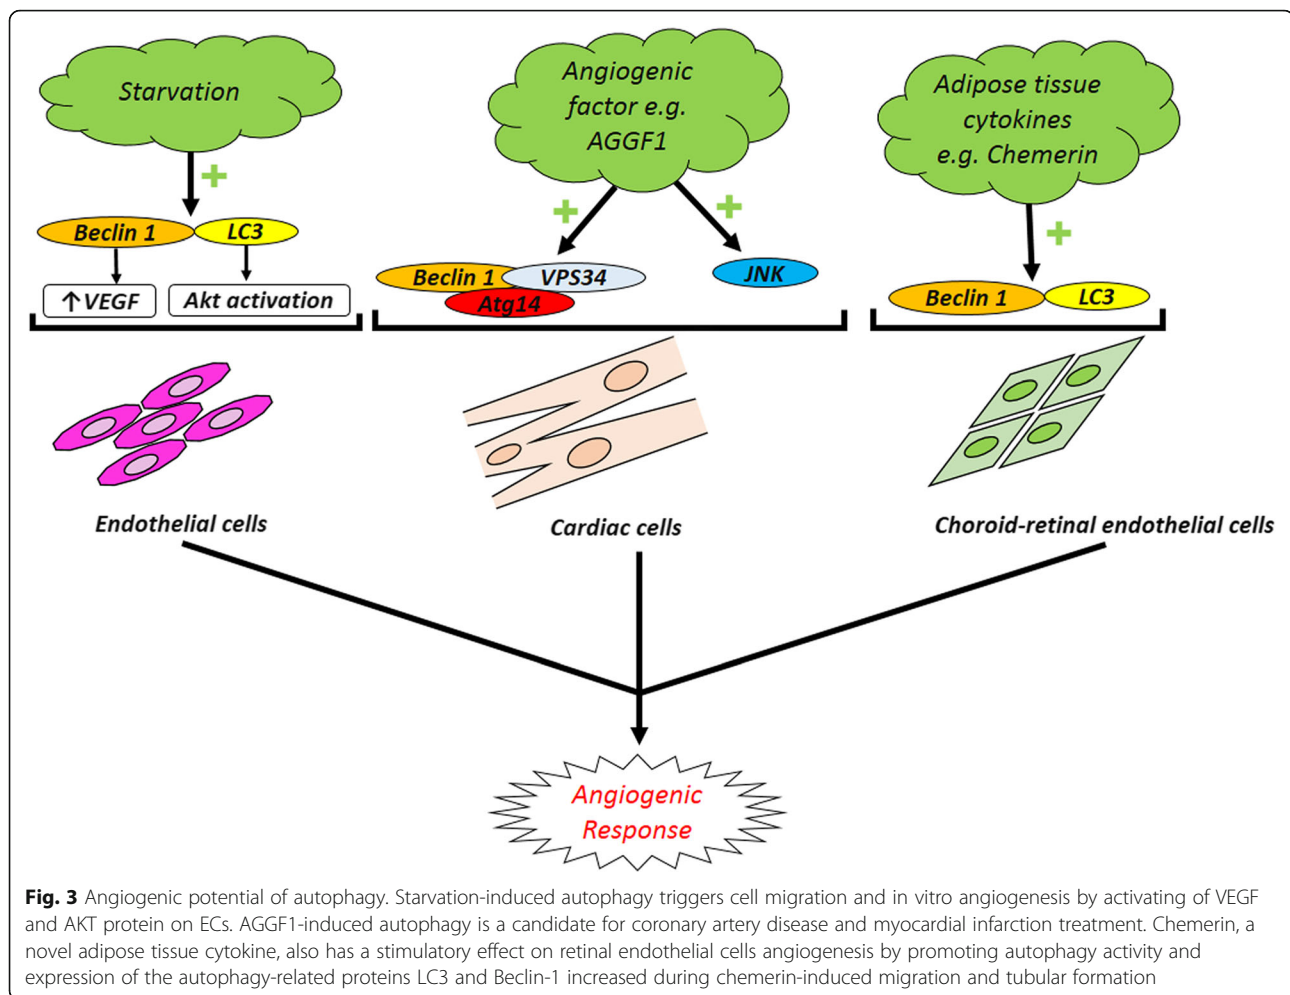 Starvation
+
Beclin 1
LC3
↑VEGF
Akt activation
Endothelial cells
Angiogenic
factor e.g.
AGGF1
+
+
Beclin 1
VPS34
Atg14
JNK
Cardiac cells
Adipose tissue
cytokines
e.g. Chemerin
+
Beclin 1
LC3
Choroid-retinal endothelial cells
Angiogenic
Response
Fig. 3 Angiogenic potential of autophagy. Starvation-induced autophagy triggers cell migration and in vitro angiogenesis by activating of VEGF
and AKT protein on ECs. AGGF1-induced autophagy is a candidate for coronary artery disease and myocardial infarction treatment. Chemerin, a
novel adipose tissue cytokine, also has a stimulatory effect on retinal endothelial cells angiogenesis by promoting autophagy activity and
expression of the autophagy-related proteins LC3 and Beclin-1 increased during chemerin-induced migration and tubular formation